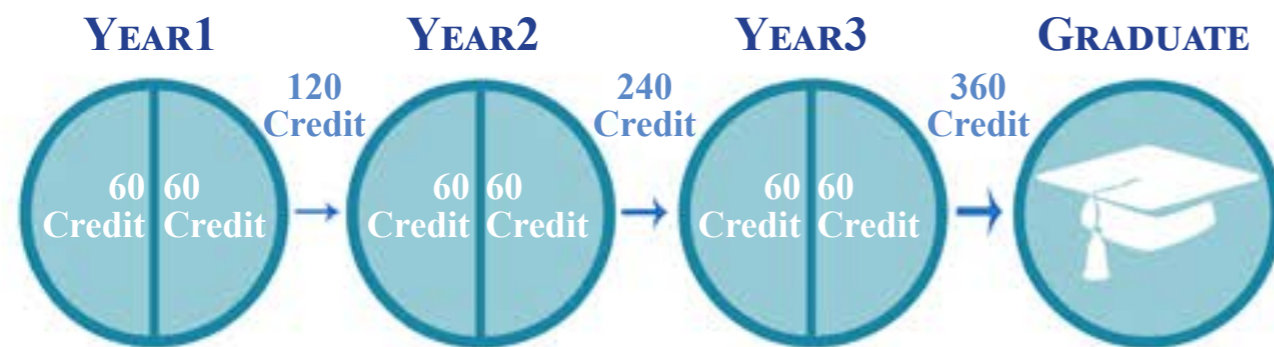 YEAR1
YEAR2
YEAR3
GRADUATE
120
Credit
240
Credit
360
Credit
60 60
Credit Credit
60 60
Credit Credit
60 60
Credit Credit